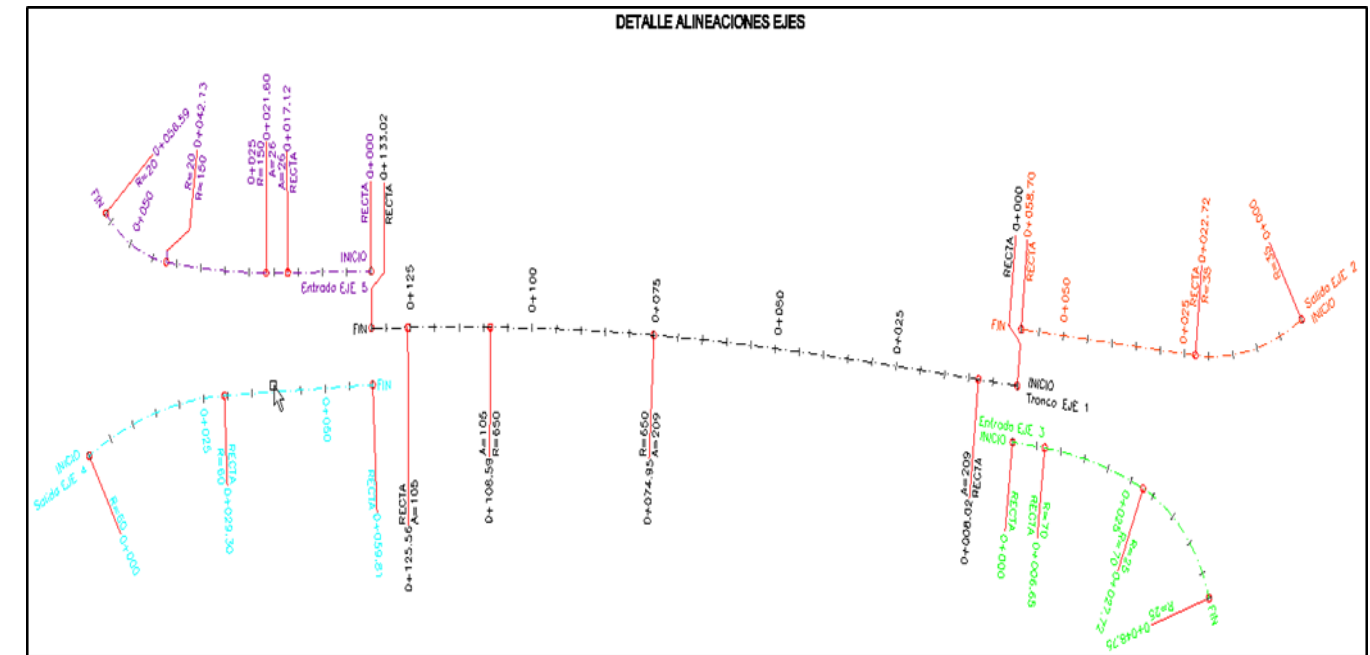 DETALLE ALINEACIONES EJES
FIN
R=20 0+058.59
0+050
R=20 0+042.73
R=150
0+025
R=150 0+021.60
A=26
A=26 0+017.12
RECTA
RECTA 0+000
RECTA 0+133.02
INICIO
Entrada EJE 5
FIN
0+125
0+100
0+075
0+050
0+025
RECTA 0+000
RECTA 0+058.70
FIN
0+050
0+025
RECTA 0+022.72
R=35
R=35 0+000
Salida EJE 2
INICIO
INICIO
Tronco EJE 1
INICIO
Salida EJE 4
R=60 0+000
0+025
RECTA 0+029.30
R=60
0+050
FIN
RECTA 0+059.81
0+125.56 RECTA
A=105
0+108.59 A=105
R=650
0+074.95 R=650
A=209
0+008.02 A=209
RECTA
Entrada EJE 3
INICIO
RECTA 0+000
R=70
RECTA 0+006.65
0+025
R=25
R=70 0+027.72
R=25
0+048.75
FIN